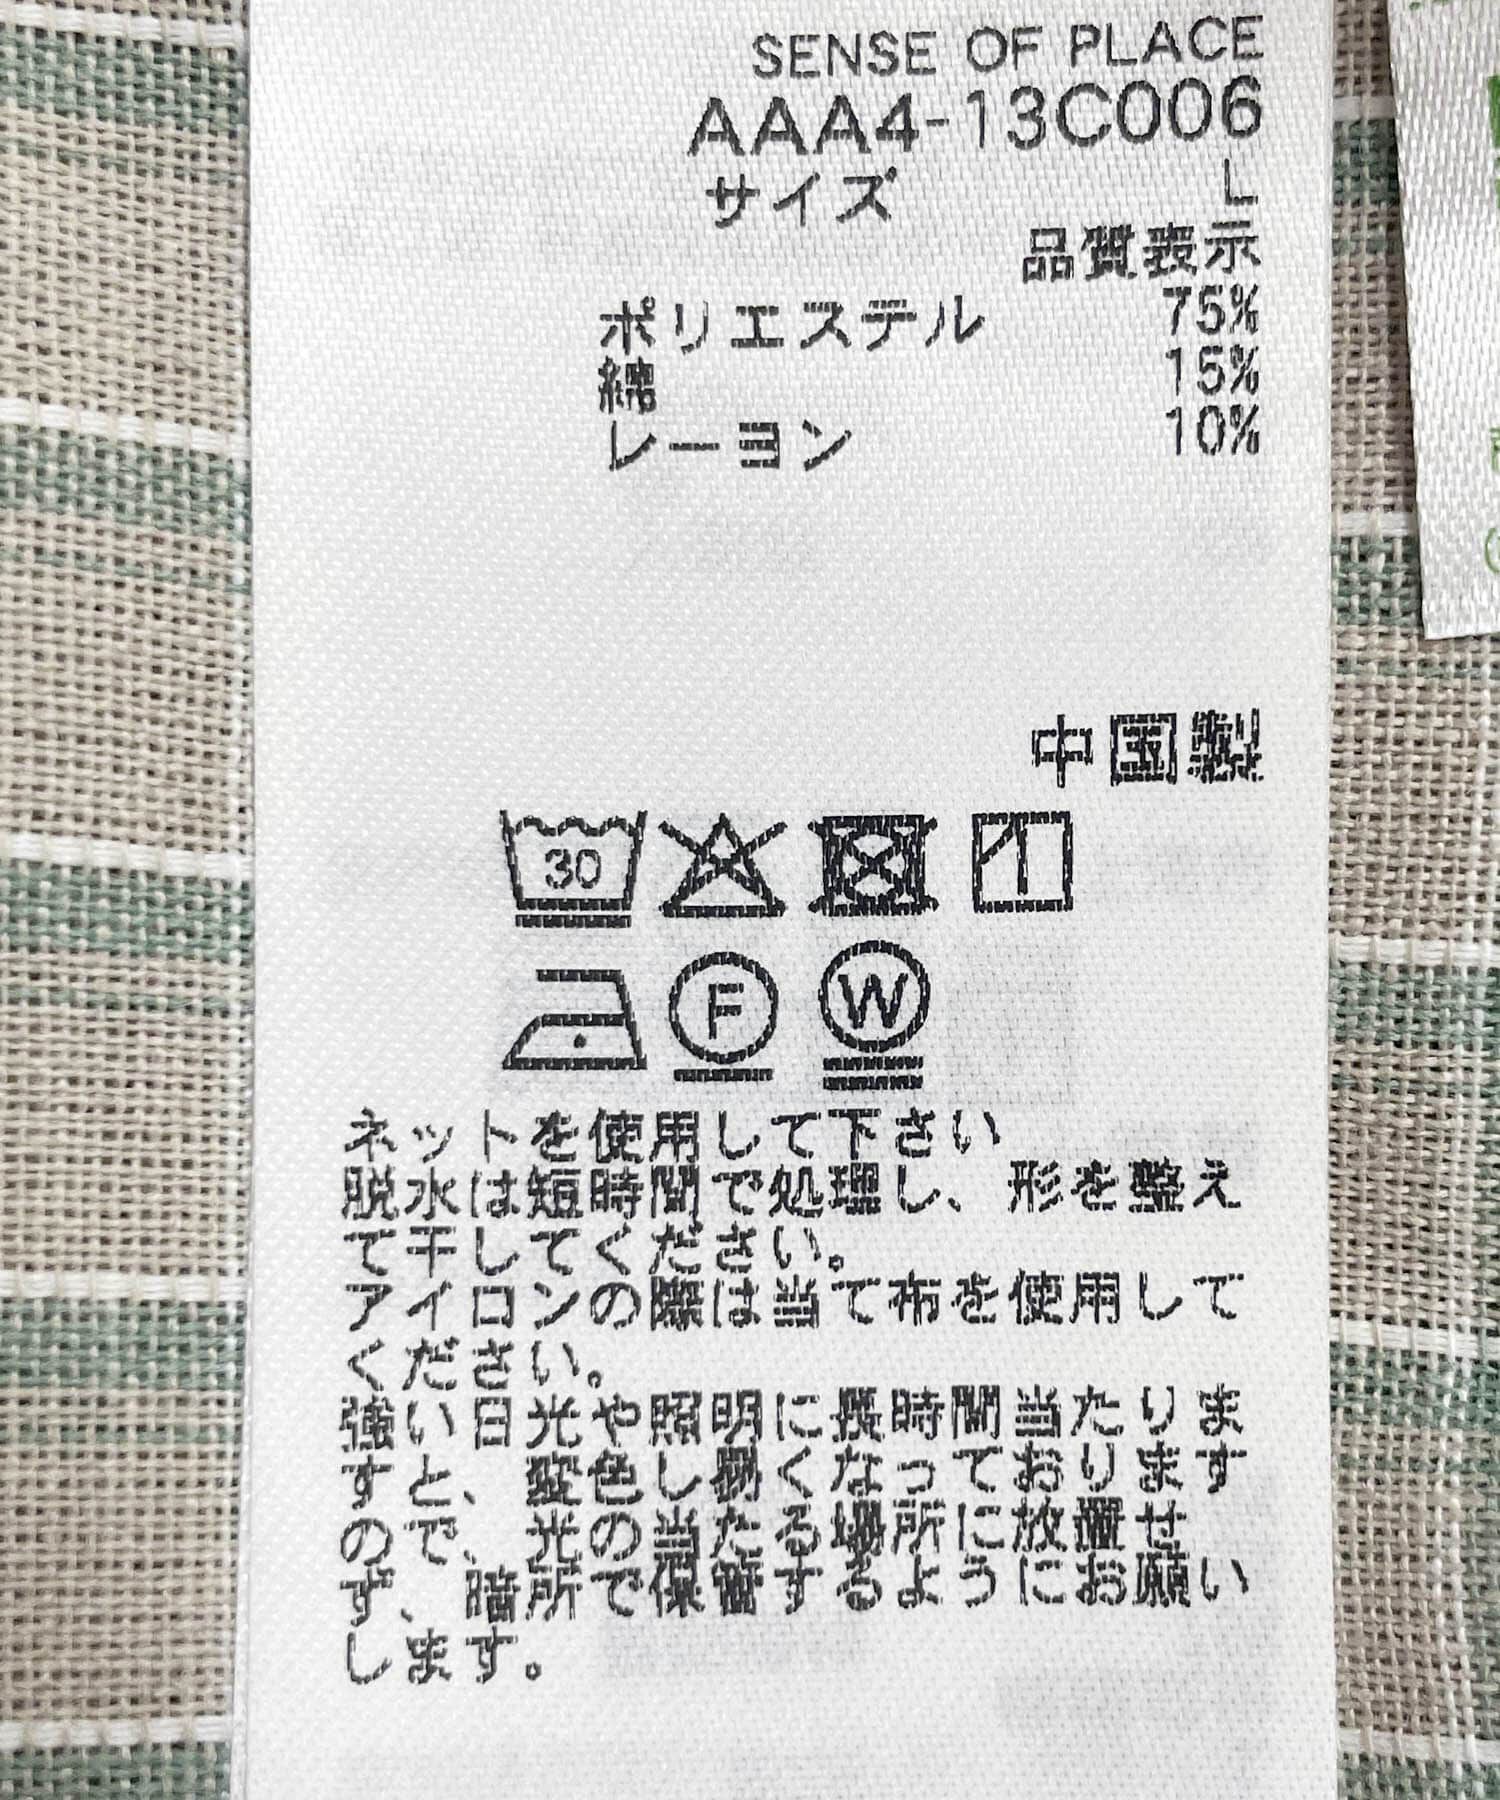 SENSE OF PLACE
AAA4-13C006
サイズ L
品質表示
ポリエステル 75%
綿 15%
レーヨン 10%
中国製
30
F W
ネットを使用して下さい
脱水は短時間で処理し、形を整え
て干してください。
アイロンの際は当て布を使用して
ください。
強い日光や照明に長時間当たりま
すと、変色し易くなっております
ので、光の当たる場所に放置せ
ず、暗所で保管するようにお願い
します。